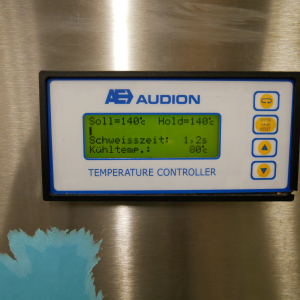 AUDION
Soll=140℃ Hold=140℃
Schweisszeit: 1,2s
Kühltemp.: 80℃
TEMPERATURE CONTROLLER